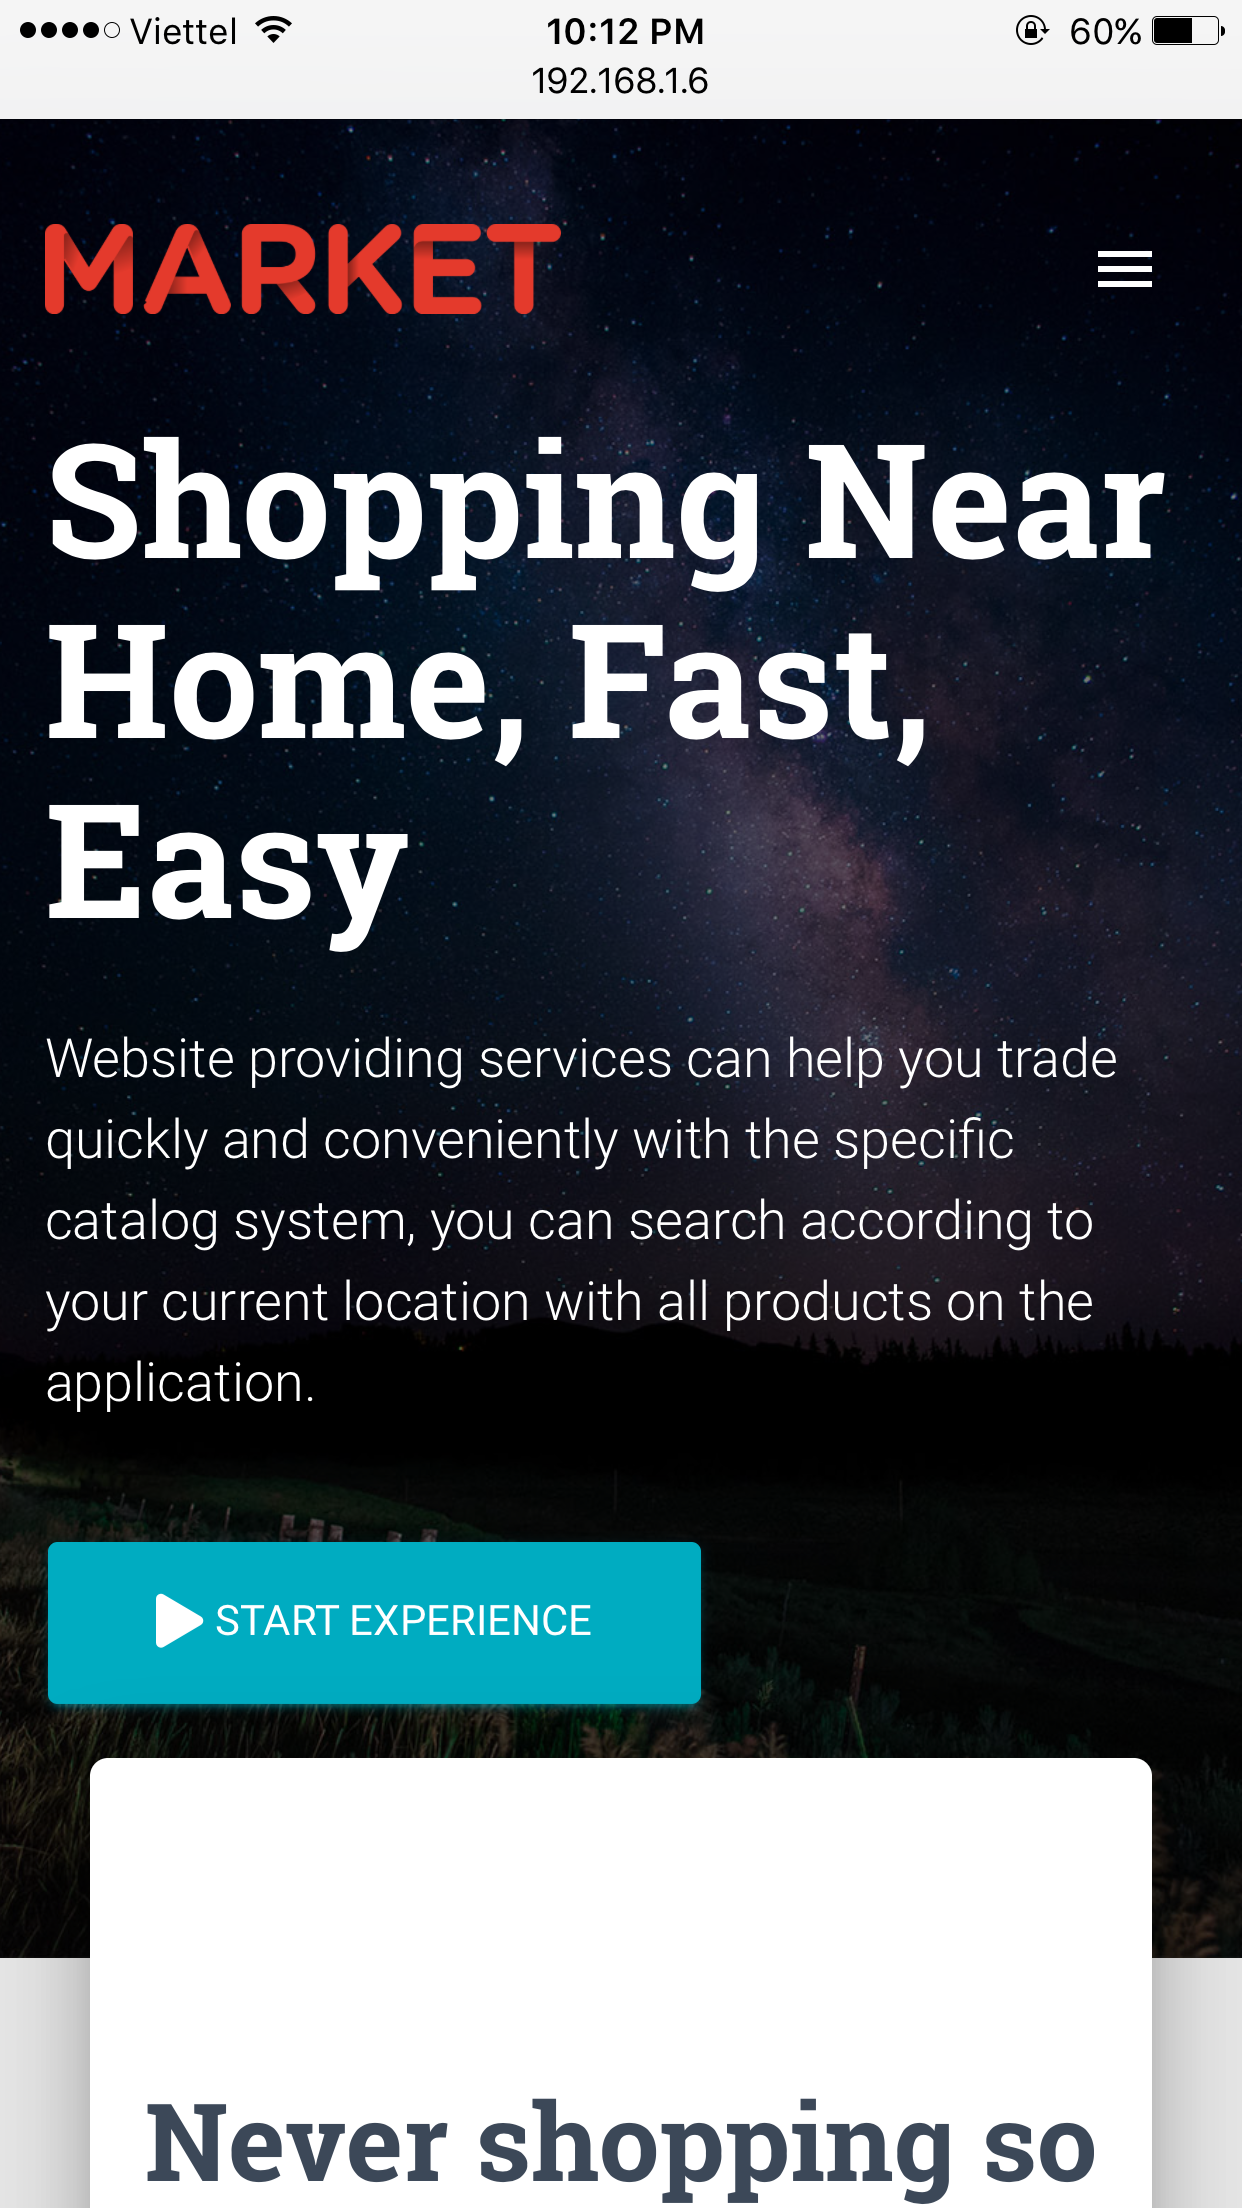 Viettel 10:12 PM 60%
192.168.1.6
MARKET
Shopping Near
Home, Fast,
Easy
Website providing services can help you trade
quickly and conveniently with the specific
catalog system, you can search according to
your current location with all products on the
application.
START EXPERIENCE
Never shopping so